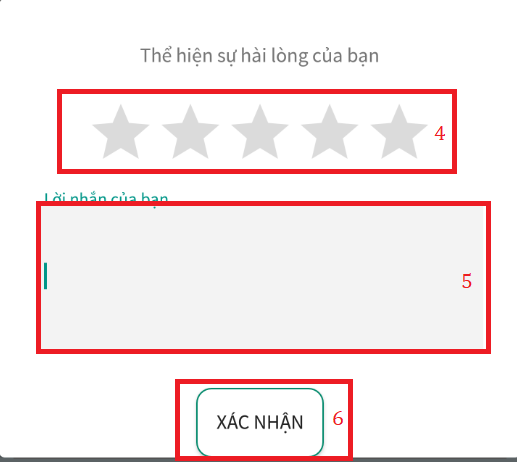 Thể hiện sự hài lòng của bạn
4
Lời nhắn của bạn
5
XÁC NHẬN
6